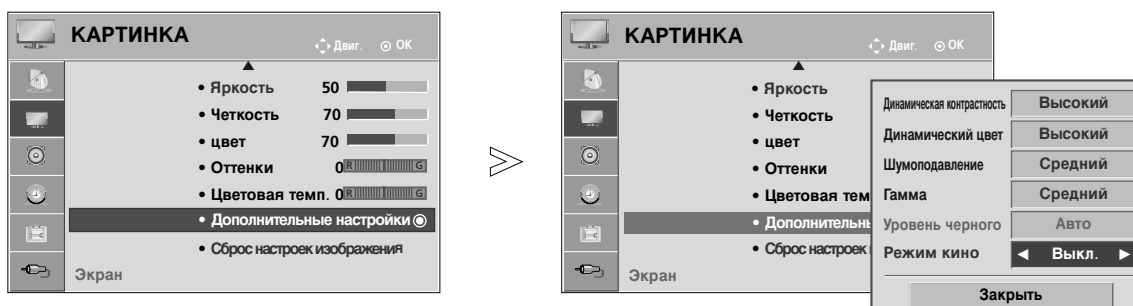 КАРТИНКА
Двиг. ОК
• Яркость 50
• Четкость 70
• цвет 70
• Оттенки 0 R G
• Цветовая темп. 0 R G
• Дополнительные настройки
• Сброс настроек изображения
Экран
КАРТИНКА
Двиг. ОК
• Яркость
• Четкость
• цвет
• Оттенки
• Цветовая тем
• Дополнительн
• Сброс настроек
Экран
Динамическая контрастность Высокий
Динамический цвет Высокий
Шумоподавление Средний
Гамма Средний
Уровень черного Авто
Режим кино ◄ Выкл. ►
Закрыть